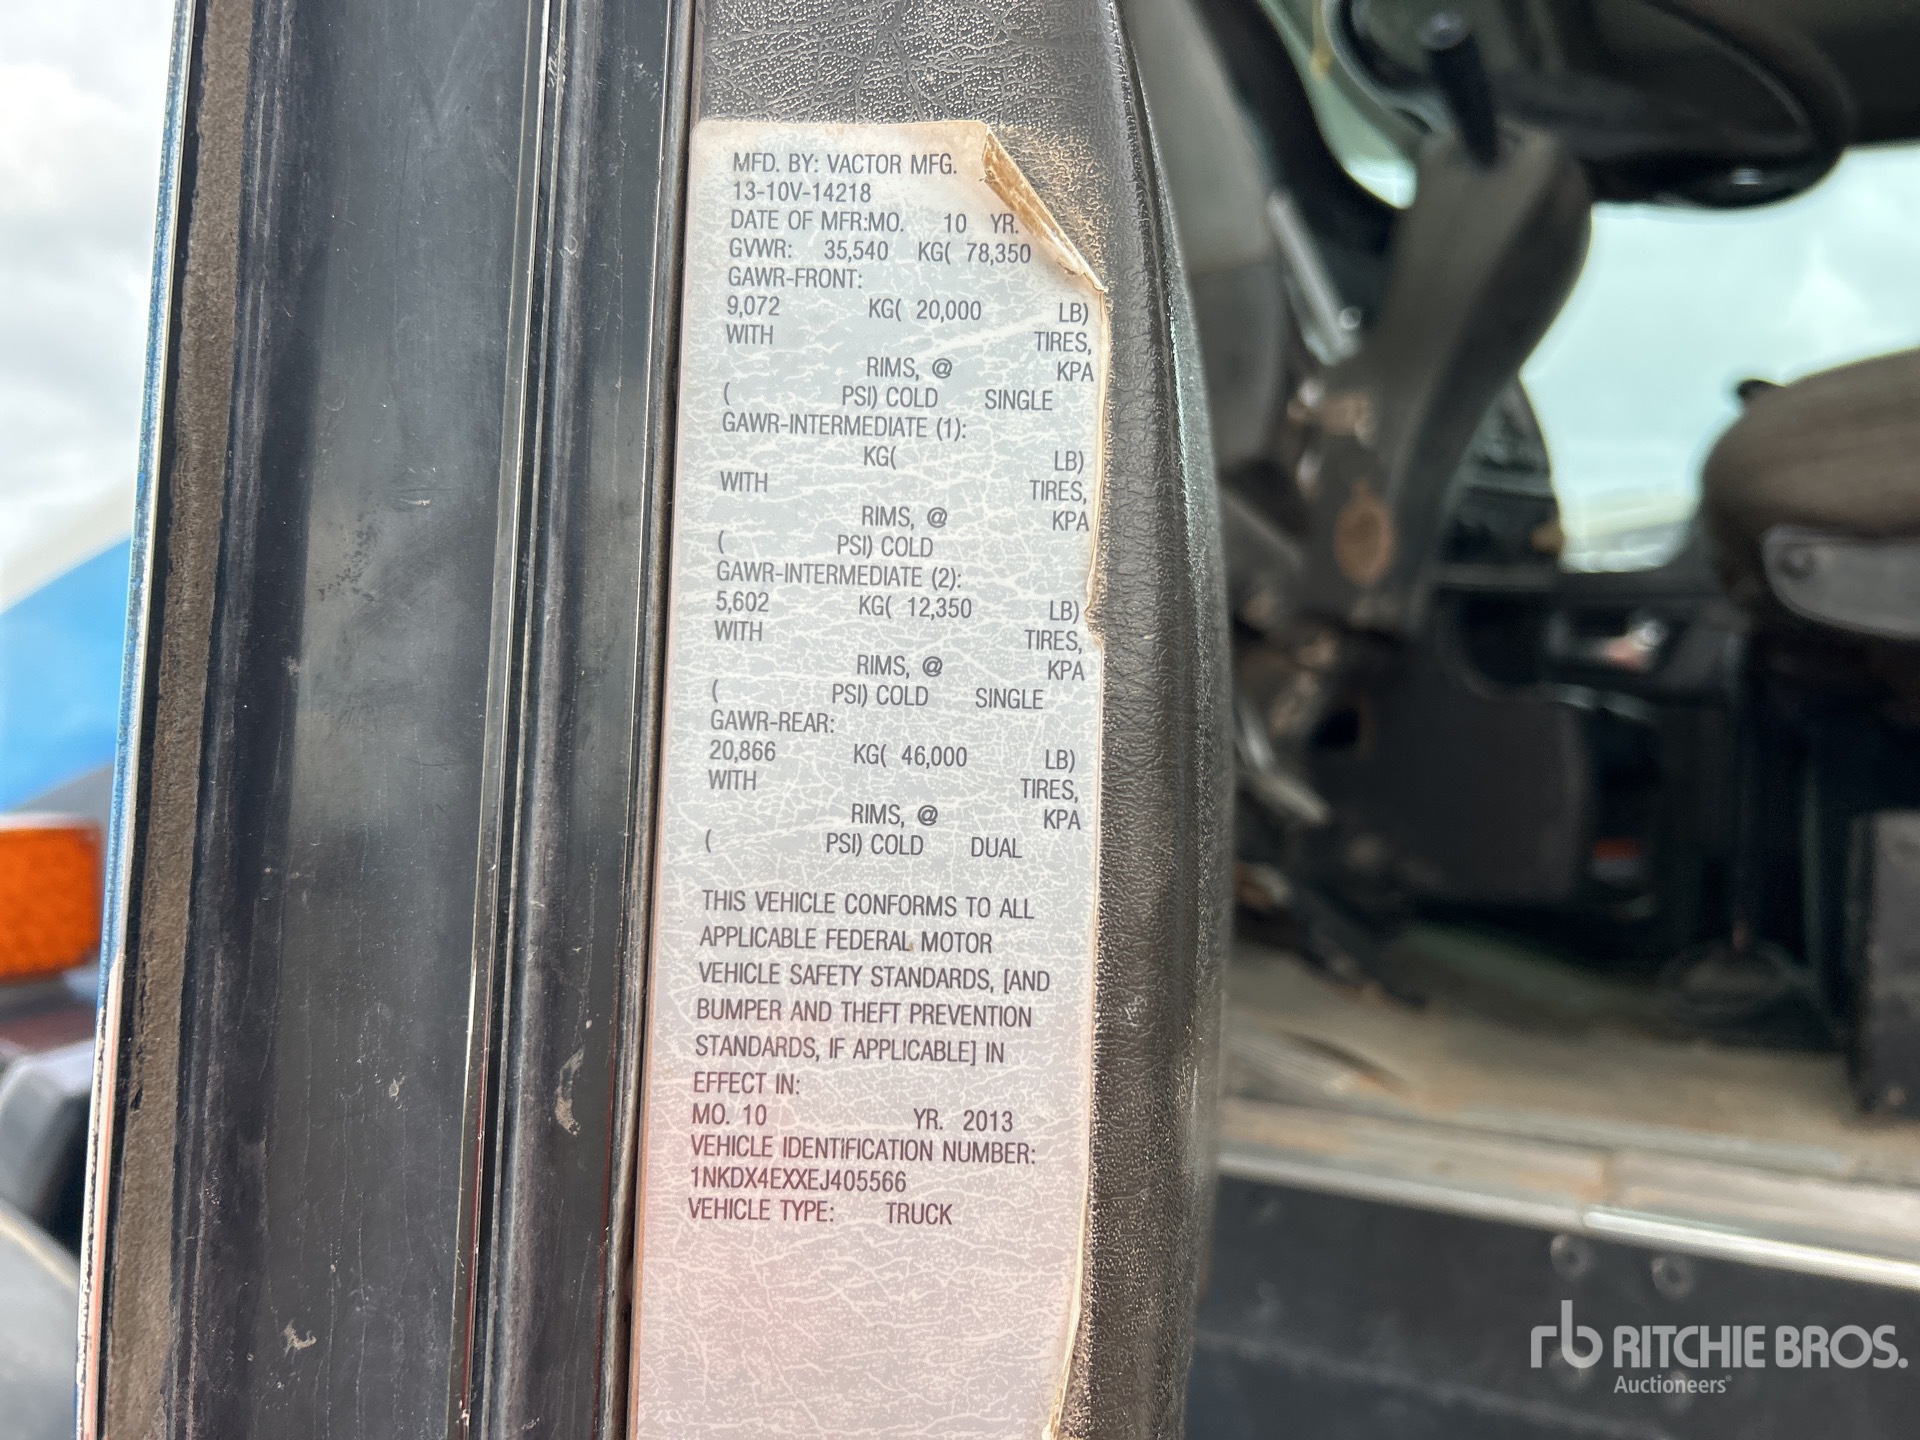 MFD. BY: VACTOR MFG.
13-10V-14218
DATE OF MFR:MO. 10 YR.
GVWR: 35,540 KG( 78,350
GAWR-FRONT:
9,072 KG( 20,000 LB)
WITH TIRES,
RIMS, @ KPA
( PSI) COLD SINGLE
GAWR-INTERMEDIATE (1):
KG( LB)
WITH TIRES,
RIMS, @ KPA
( PSI) COLD
GAWR-INTERMEDIATE (2):
5,602 KG( 12,350 LB)
WITH TIRES,
RIMS, @ KPA
( PSI) COLD SINGLE
GAWR-REAR:
20,866 KG( 46,000 LB)
WITH TIRES,
RIMS, @ KPA
( PSI) COLD DUAL
THIS VEHICLE CONFORMS TO ALL
APPLICABLE FEDERAL MOTOR
VEHICLE SAFETY STANDARDS, [AND
BUMPER AND THEFT PREVENTION
STANDARDS, IF APPLICABLE] IN
EFFECT IN:
MO. 10 YR. 2013
VEHICLE IDENTIFICATION NUMBER:
1NKDX4EXXEJ405566
VEHICLE TYPE: TRUCK
rb RITCHIE BROS.
Auctioneers